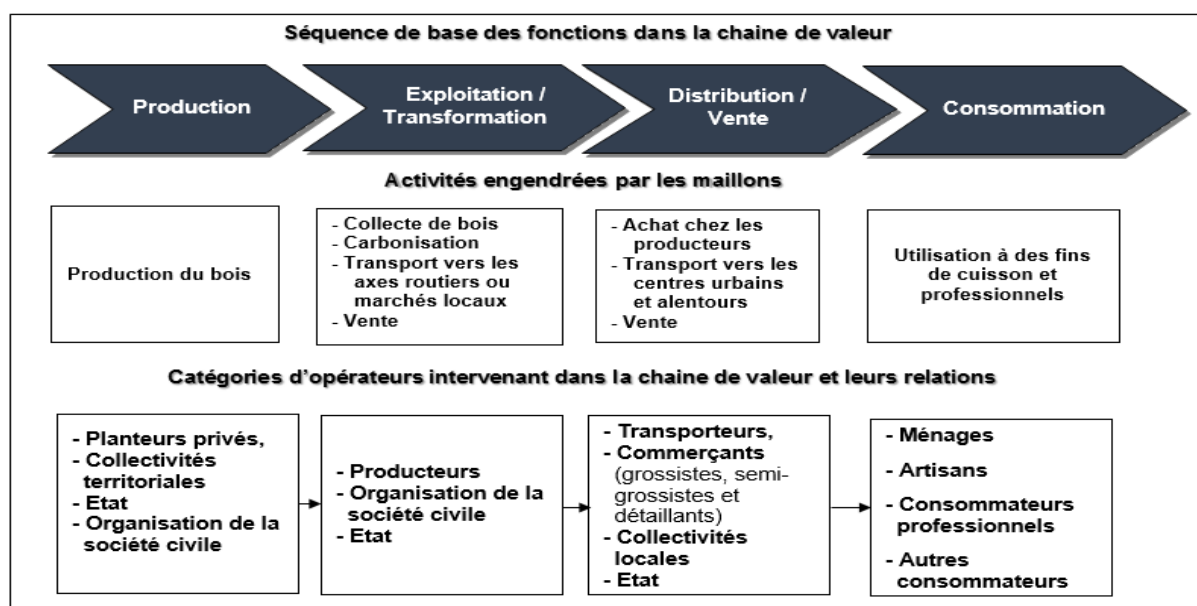 Séquence de base des fonctions dans la chaine de valeur
Production
Exploitation /
Transformation
Distribution /
Vente
Consommation
Activités engendrées par les maillons
Production du bois
- Collecte de bois
- Carbonisation
- Transport vers les
axes routiers ou
marchés locaux
- Vente
- Achat chez les
producteurs
- Transport vers les
centres urbains
et alentours
- Vente
Utilisation à des fins
de cuisson et
professionnels
Catégories d'opérateurs intervenant dans la chaine de valeur et leurs relations
- Planteurs privés,
- Collectivités
territoriales
- Etat
- Organisation de la
société civile
- Producteurs
- Organisation de la
société civile
- Etat
- Transporteurs,
- Commerçants
(grossistes, semi-
grossistes et
détaillants)
- Collectivités
locales
- Etat
- Ménages
- Artisans
- Consommateurs
professionnels
- Autres
consommateurs